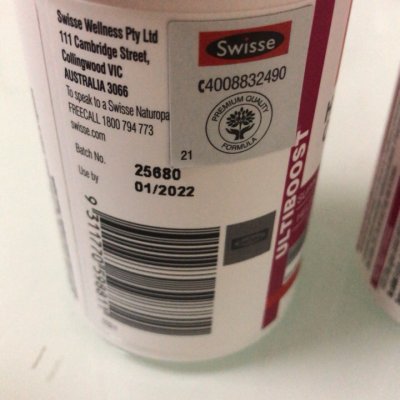 Swisse Wellness Pty Ltd
111 Cambridge Street,
Collingwood VIC
AUSTRALIA 3066
To speak to a Swisse Naturopa
FREECALL 1800 794 773
swisse.com
Batch No. 25680
Use by 01/2022
21
Swisse
C4008832490
PREMIUM QUALITY
FORMULA
ULTIBOOST